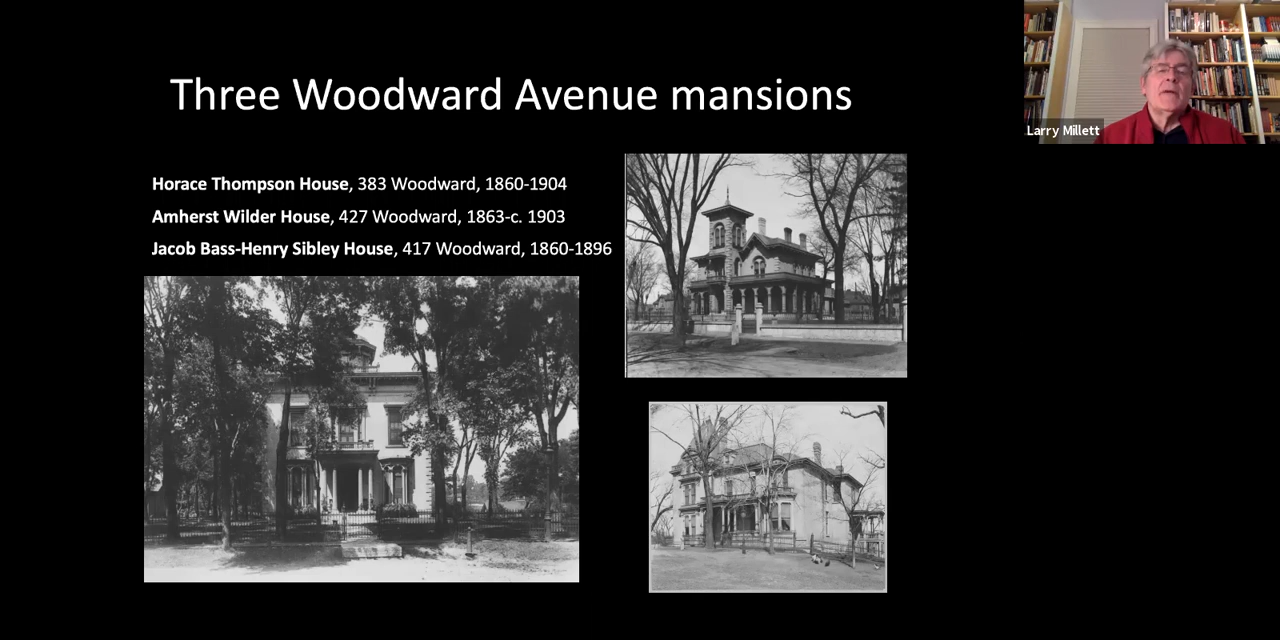 Three Woodward Avenue mansions
Horace Thompson House, 383 Woodward, 1860-1904
Amherst Wilder House, 427 Woodward, 1863-c. 1903
Jacob Bass-Henry Sibley House, 417 Woodward, 1860-1896
Larry Millett